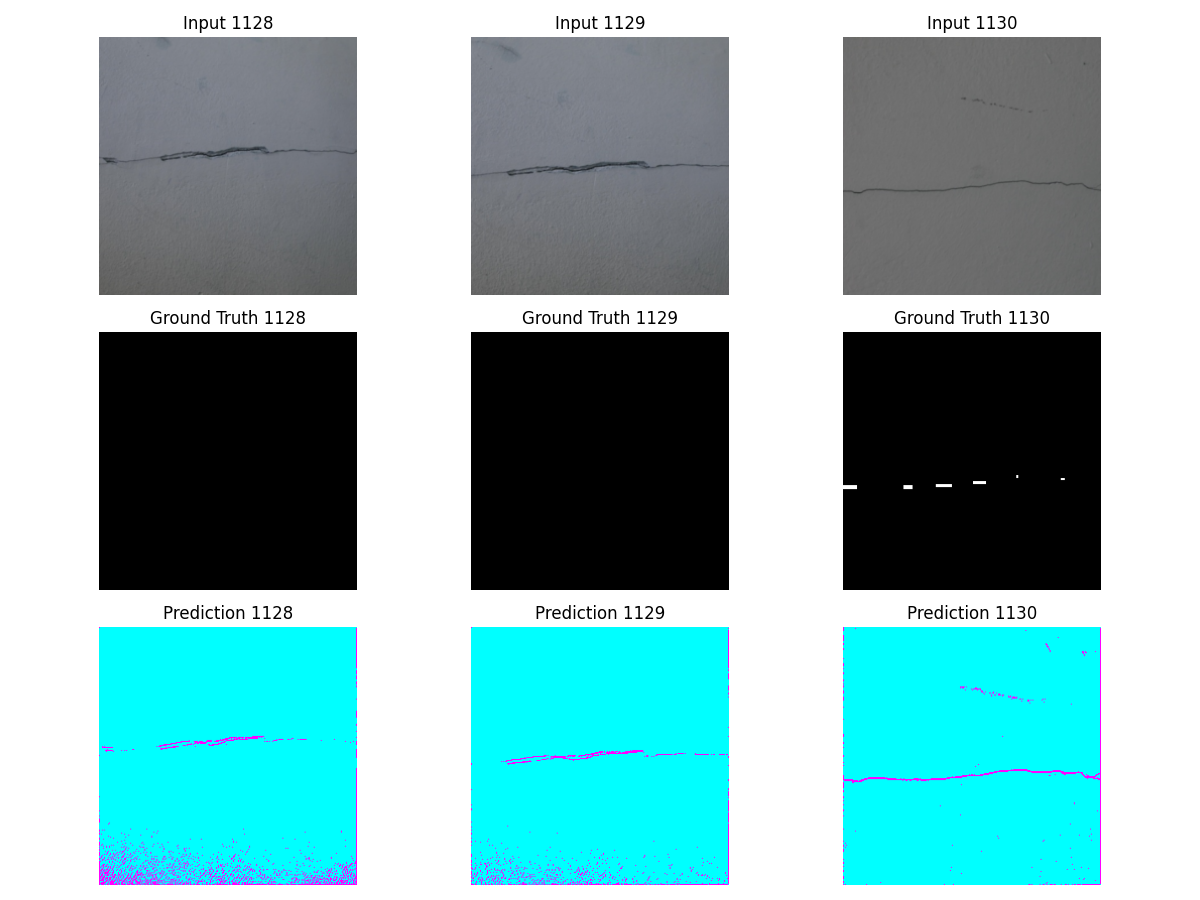 Input 1128
Input 1129
Input 1130
Ground Truth 1128
Ground Truth 1129
Ground Truth 1130
Prediction 1128
Prediction 1129
Prediction 1130